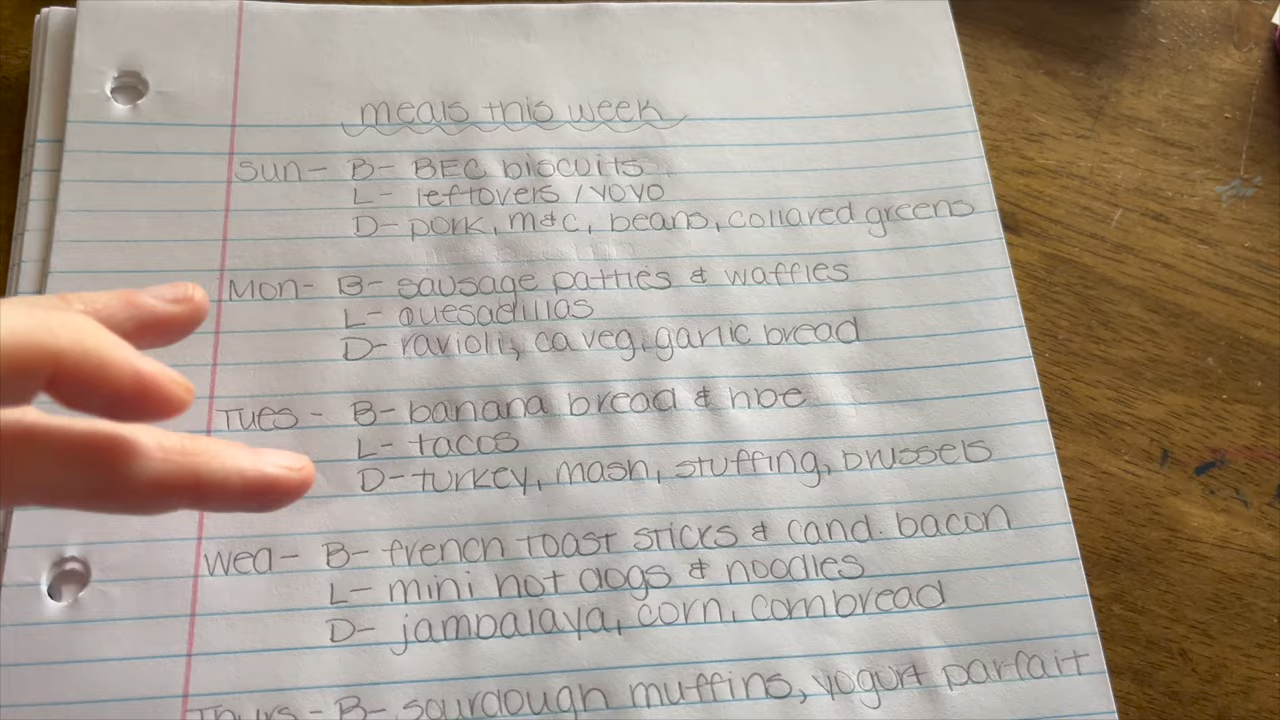 meals this week
Sun- B- BEC biscuits
L- leftovers / YOYO
D- pork, m&c, beans, collared greens
Mon- B- sausage patties & waffles
L- quesadillas
D- ravioli, ca veg, garlic bread
Tues - B- banana bread & hbe
L- tacos
D- turkey, mash, stuffing, brussels
Wed- B- french toast sticks & cand. bacon
L- mini hot dogs & noodles
D- jambalaya, corn, cornbread
Thurs- B- sourdough muffins, yogurt parfait